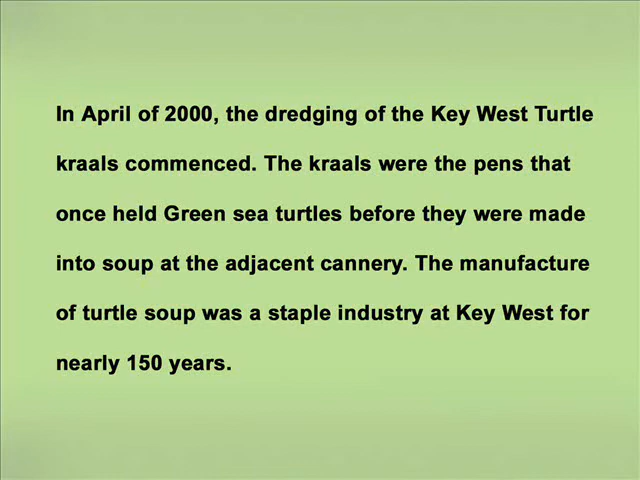 In April of 2000, the dredging of the Key West Turtle
kraals commenced. The kraals were the pens that
once held Green sea turtles before they were made
into soup at the adjacent cannery. The manufacture
of turtle soup was a staple industry at Key West for
nearly 150 years.